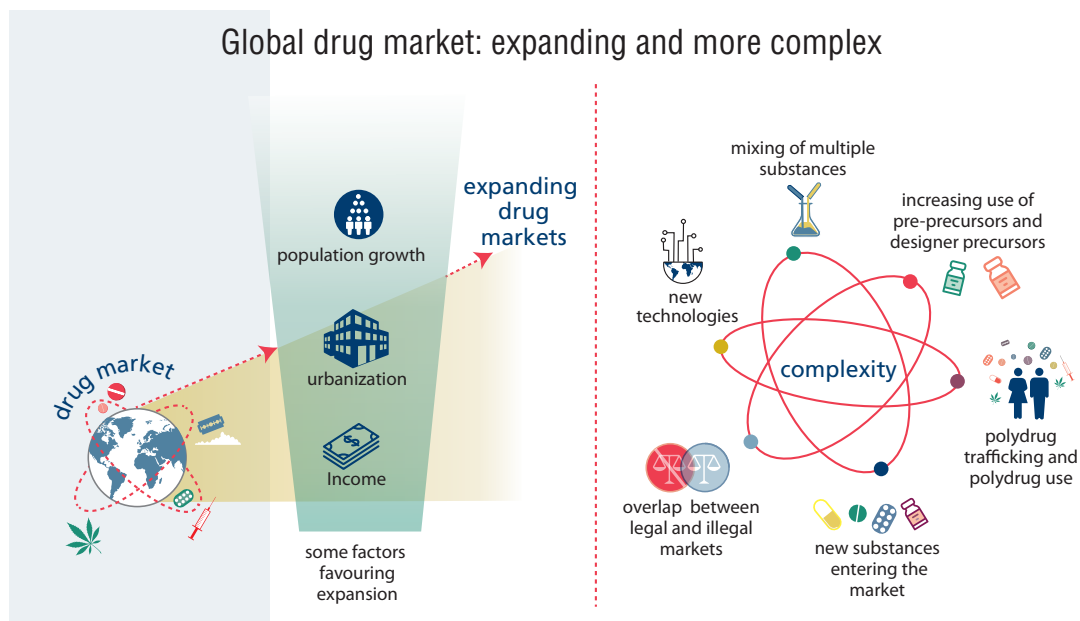 Global drug market: expanding and more complex
drug market
population growth
urbanization
Income
some factors
favouring
expansion
expanding
drug
markets
mixing of multiple
substances
increasing use of
pre-precursors and
designer precursors
new
technologies
complexity
polydrug
trafficking and
polydrug use
overlap between
legal and illegal
markets
new substances
entering the
market